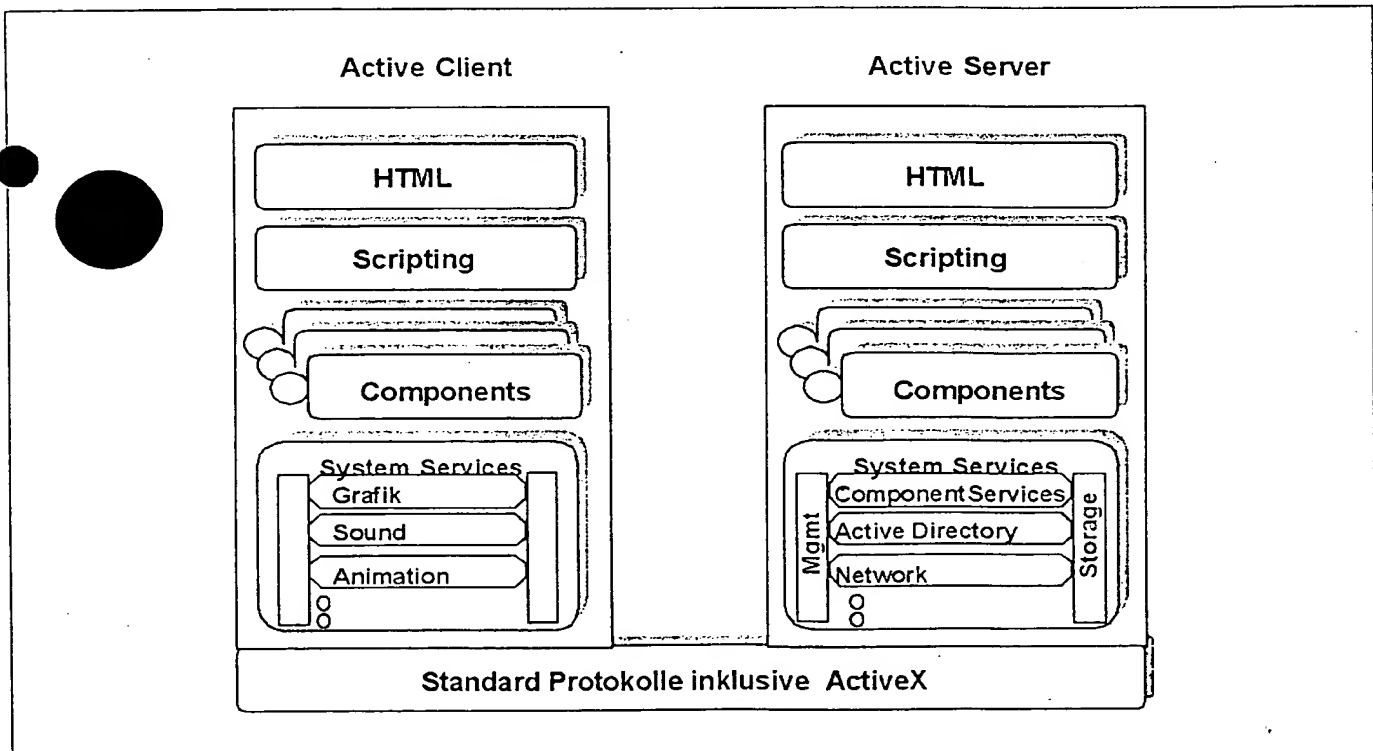 Active Client
HTML
Scripting
Components
System Services
Grafik
Sound
Animation
Active Server
HTML
Scripting
Components
System Services
Mgmt
Component Services
Active Directory
Network
Storage
Standard Protokolle inklusive ActiveX